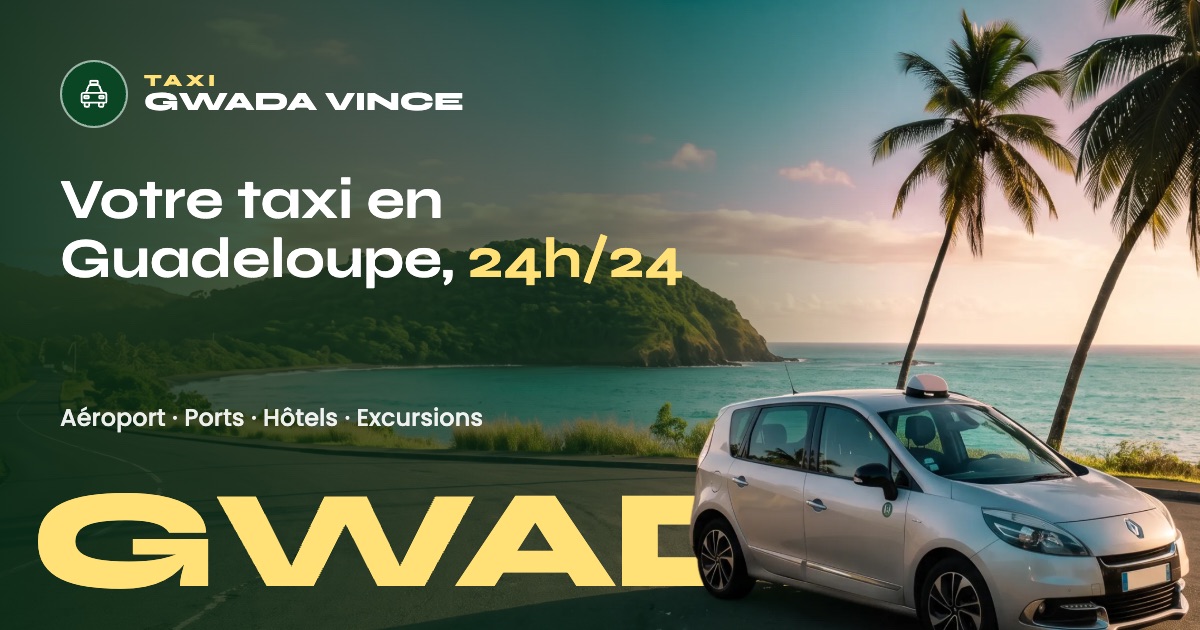 TAXI
GWADA VINCE
Votre taxi en
Guadeloupe, 24h/24
Aéroport · Ports · Hôtels · Excursions
GWAD